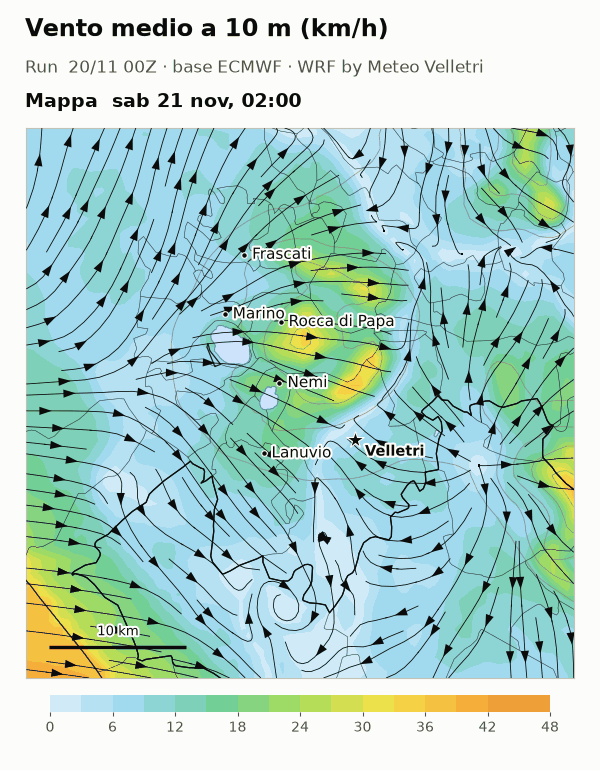 Vento medio a 10 m (km/h)
Run 20/11 00Z · base ECMWF · WRF by Meteo Velletri
Mappa sab 21 nov, 02:00
Frascati
Marino
Rocca di Papa
Nemi
Lanuvio
Velletri
10 km
0 6 12 18 24 30 36 42 48